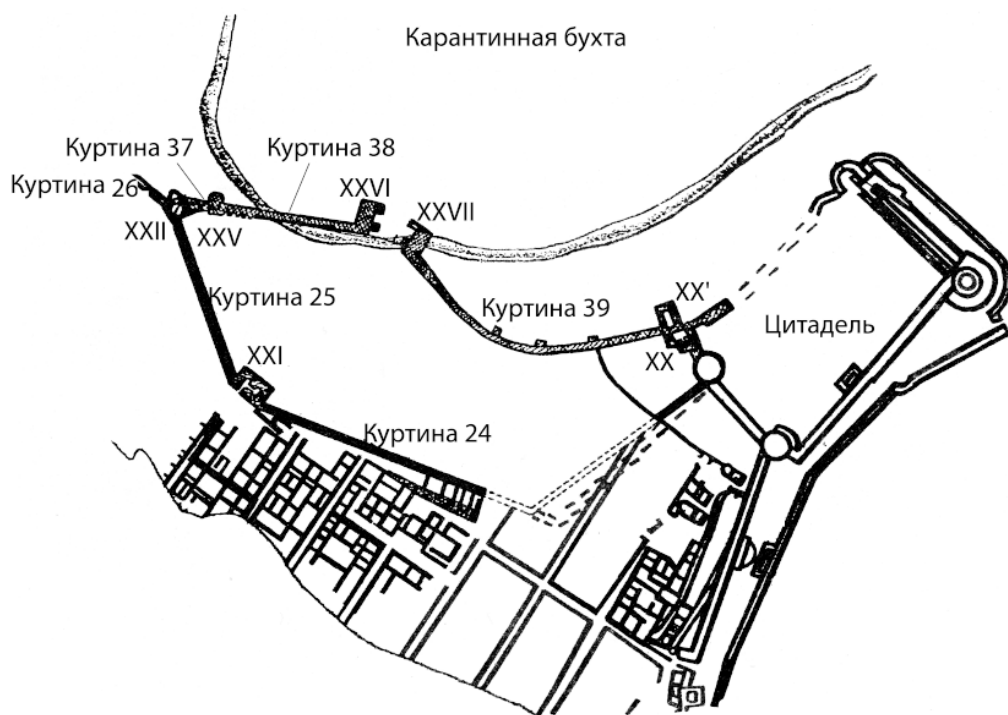 Карантинная бухта
Куртина 37
Куртина 38
Куртина 26
XXVI
XXII
XXV
XXVII
Куртина 25
Куртина 39
XX'
Цитадель
XXI
XX
Куртина 24